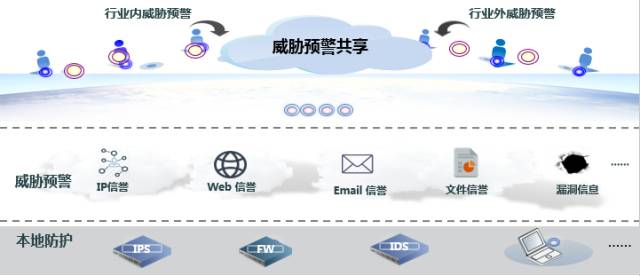 行业内威胁预警
行业外威胁预警
威胁预警共享
威胁预警
IP信誉
Web 信誉
Email 信誉
文件信誉
漏洞信息
......
本地防护
IPS
FW
IDS
......